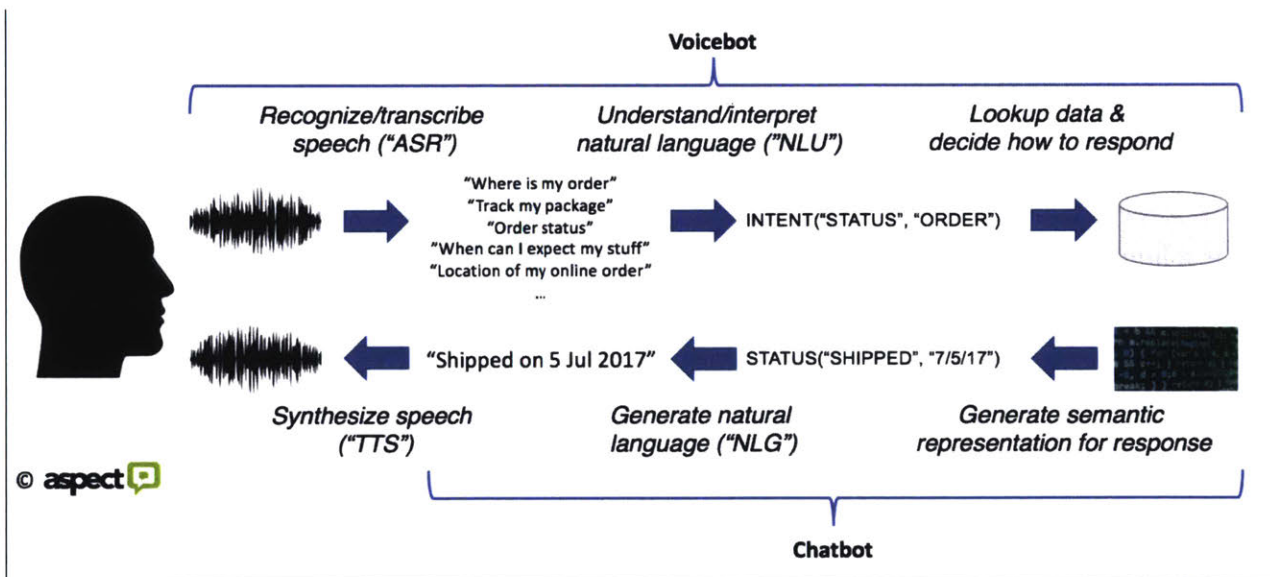 Voicebot
Recognize/transcribe
speech (“ASR”)
Understand/interpret
natural language (”NLU”)
Lookup data &
decide how to respond
“Where is my order”
“Track my package”
“Order status”
“When can I expect my stuff”
“Location of my online order”
...
INTENT(“STATUS”, “ORDER”)
“Shipped on 5 Jul 2017”
STATUS(“SHIPPED”, “7/5/17”)
Synthesize speech
(“TTS”)
Generate natural
language (“NLG”)
Generate semantic
representation for response
© aspect
Chatbot